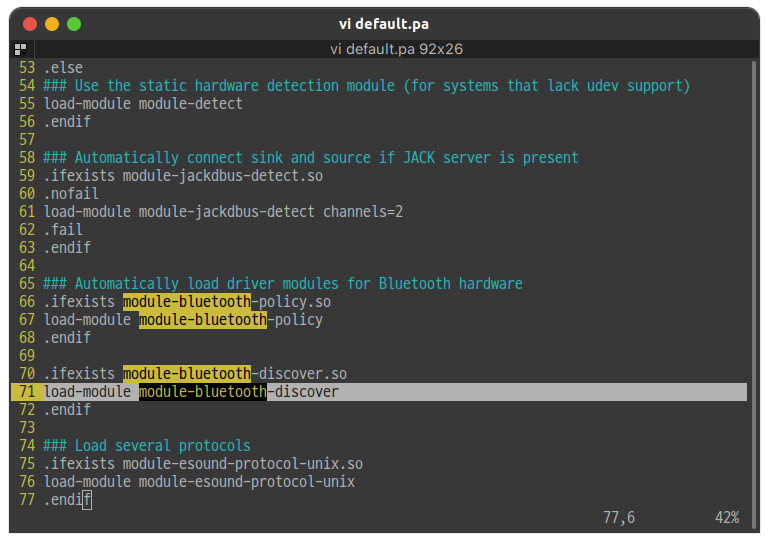 vi default.pa
vi default.pa 92x26
53 .else
54 ### Use the static hardware detection module (for systems that lack udev support)
55 load-module module-detect
56 .endif
57
58 ### Automatically connect sink and source if JACK server is present
59 .ifexists module-jackdbus-detect.so
60 .nofail
61 load-module module-jackdbus-detect channels=2
62 .fail
63 .endif
64
65 ### Automatically load driver modules for Bluetooth hardware
66 .ifexists module-bluetooth-policy.so
67 load-module module-bluetooth-policy
68 .endif
69
70 .ifexists module-bluetooth-discover.so
71 load-module module-bluetooth-discover
72 .endif
73
74 ### Load several protocols
75 .ifexists module-esound-protocol-unix.so
76 load-module module-esound-protocol-unix
77 .endif
77,6 42%